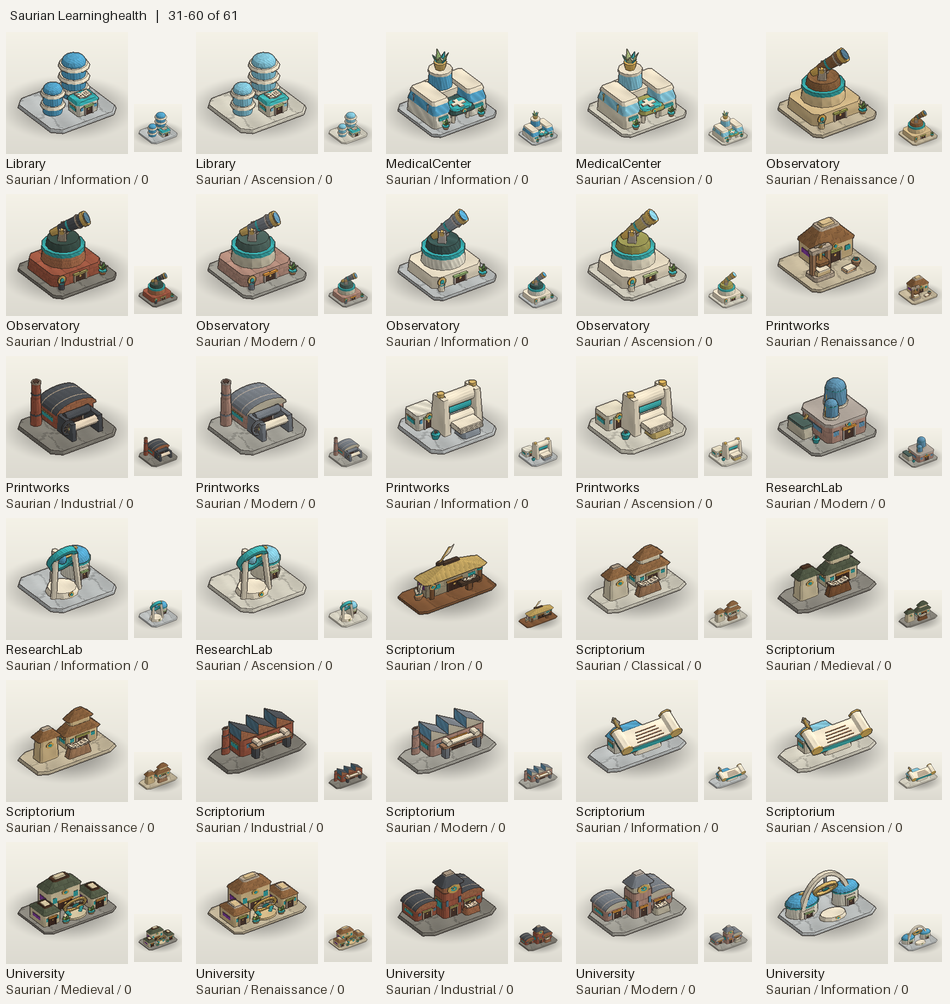 Saurian Learninghealth | 31-60 of 61
Library
Saurian / Information / 0
Library
Saurian / Ascension / 0
MedicalCenter
Saurian / Information / 0
MedicalCenter
Saurian / Ascension / 0
Observatory
Saurian / Renaissance / 0
Observatory
Saurian / Industrial / 0
Observatory
Saurian / Modern / 0
Observatory
Saurian / Information / 0
Observatory
Saurian / Ascension / 0
Printworks
Saurian / Renaissance / 0
Printworks
Saurian / Industrial / 0
Printworks
Saurian / Modern / 0
Printworks
Saurian / Information / 0
Printworks
Saurian / Ascension / 0
ResearchLab
Saurian / Modern / 0
ResearchLab
Saurian / Information / 0
ResearchLab
Saurian / Ascension / 0
Scriptorium
Saurian / Iron / 0
Scriptorium
Saurian / Classical / 0
Scriptorium
Saurian / Medieval / 0
Scriptorium
Saurian / Renaissance / 0
Scriptorium
Saurian / Industrial / 0
Scriptorium
Saurian / Modern / 0
Scriptorium
Saurian / Information / 0
Scriptorium
Saurian / Ascension / 0
University
Saurian / Medieval / 0
University
Saurian / Renaissance / 0
University
Saurian / Industrial / 0
University
Saurian / Modern / 0
University
Saurian / Information / 0